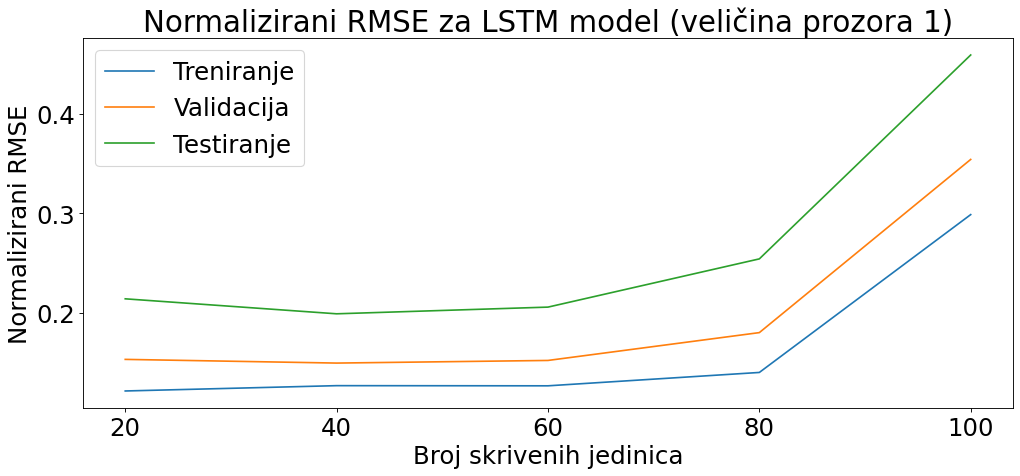 Normalizirani RMSE za LSTM model (veličina prozora 1)
Treniranje
Validacija
Testiranje
Normalizirani RMSE
0.4
0.3
0.2
20 40 60 80 100
Broj skrivenih jedinica